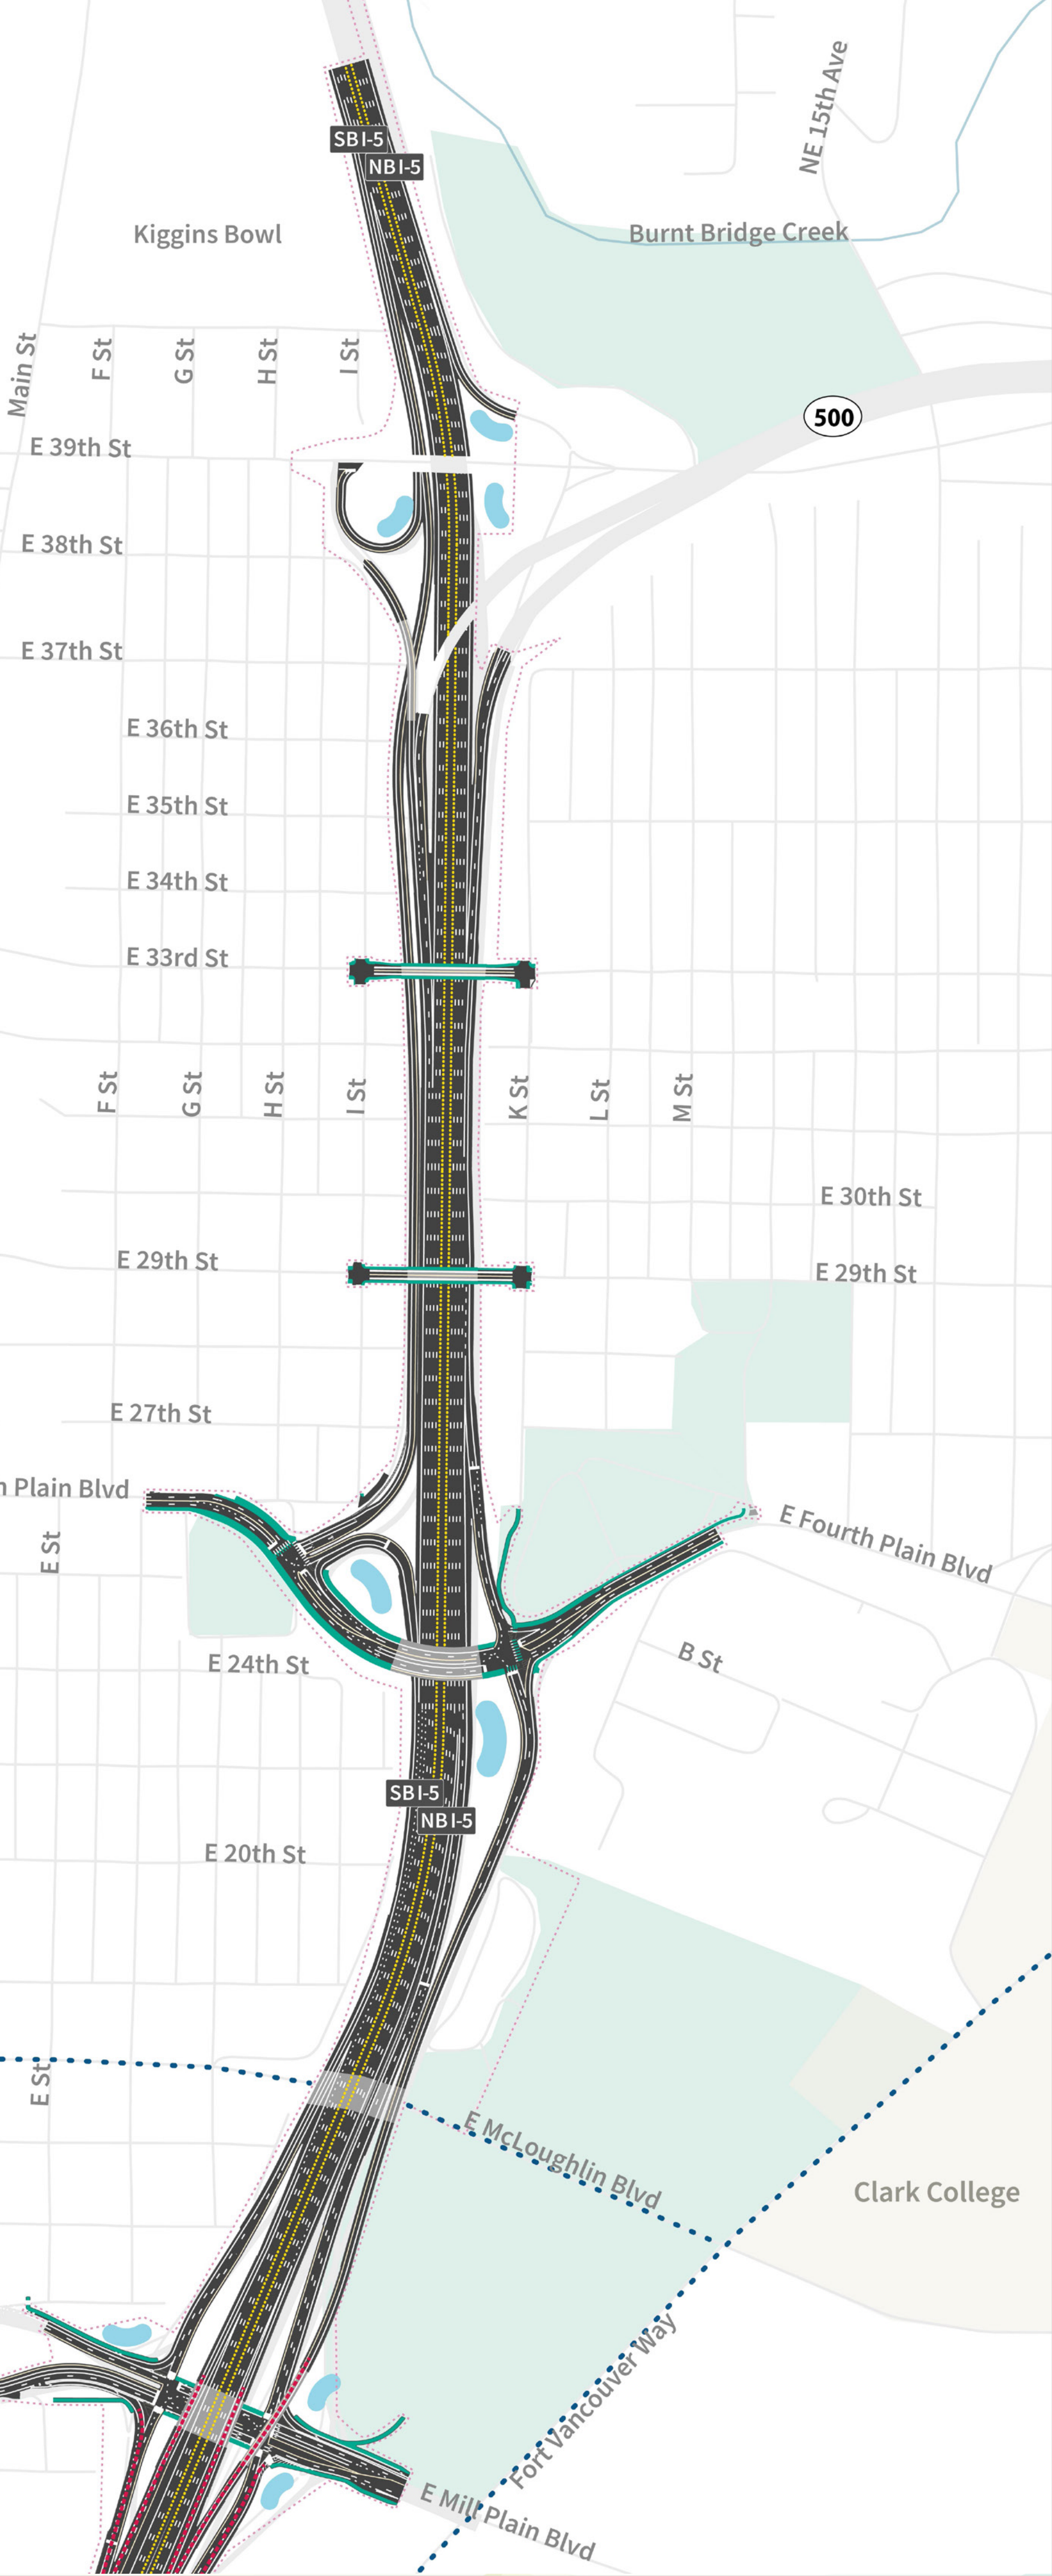 NE 15th Ave
SB I-5
NB I-5
Kiggins Bowl
Burnt Bridge Creek
Main St
F St
G St
H St
I St
500
E 39th St
E 38th St
E 37th St
E 36th St
E 35th St
E 34th St
E 33rd St
F St
G St
H St
I St
K St
L St
M St
E 30th St
E 29th St
E 29th St
E 27th St
n Plain Blvd
E Fourth Plain Blvd
E St
E 24th St
B St
SB I-5
NB I-5
E 20th St
E St
E McLoughlin Blvd
Clark College
Fort Vancouver Way
E Mill Plain Blvd